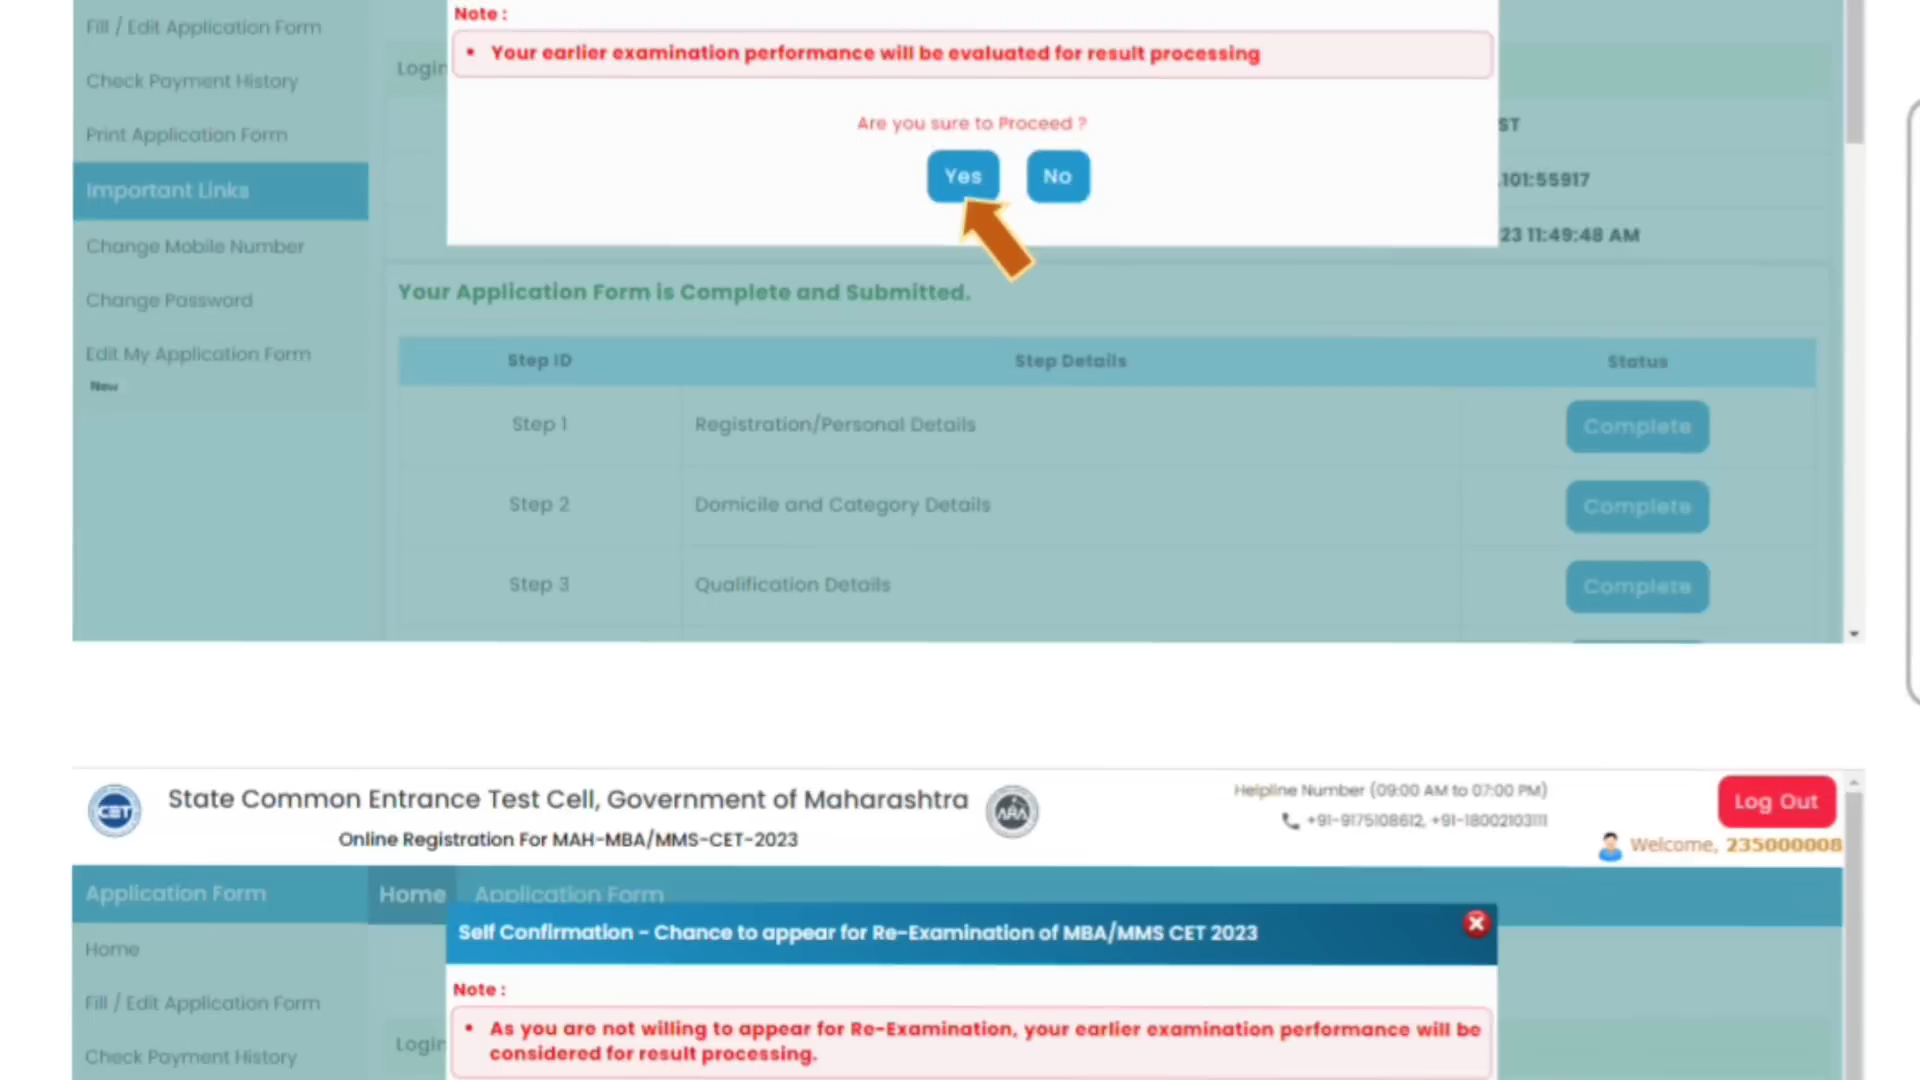 Fill / Edit Application Form
Check Payment History
Print Application Form
Important Links
Change Mobile Number
Change Password
Edit My Application Form
New
Note :
• Your earlier examination performance will be evaluated for result processing
Login
Are you sure to Proceed ?
Yes No
ST
.101:55917
23 11:49:48 AM
Your Application Form is Complete and Submitted.
Step ID Step Details Status
Step 1 Registration/Personal Details Complete
Step 2 Domicile and Category Details Complete
Step 3 Qualification Details Complete
CET
State Common Entrance Test Cell, Government of Maharashtra
Online Registration For MAH-MBA/MMS-CET-2023
ARA
Helpline Number (09:00 AM to 07:00 PM)
+91-9175108612, +91-18002103111
Log Out
Welcome, 235000008
Application Form
Home Application Form
Home
Fill / Edit Application Form
Check Payment History
Self Confirmation - Chance to appear for Re-Examination of MBA/MMS CET 2023
Note :
Login
• As you are not willing to appear for Re-Examination, your earlier examination performance will be
considered for result processing.